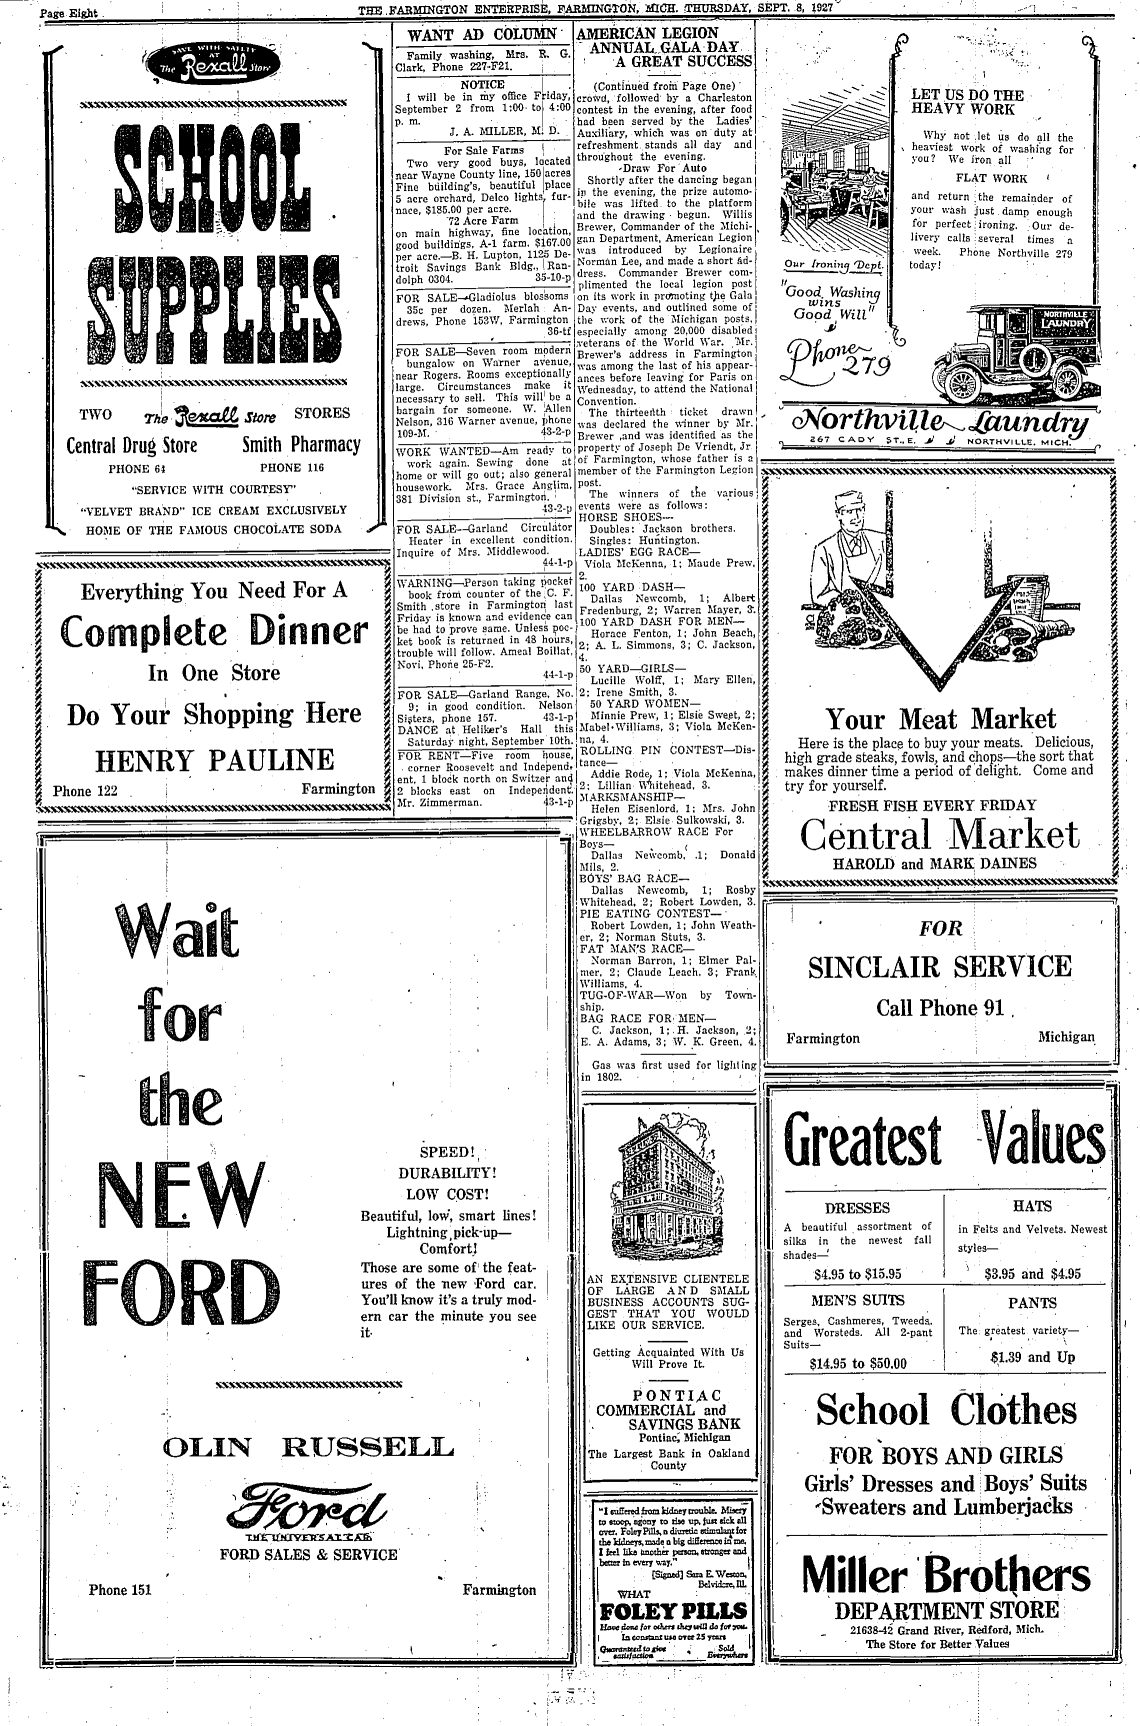 Page Eight
THE FARMINGTON ENTERPRISE, FARMINGTON, MICH. THURSDAY, SEPT. 8, 1927
SAVE WITH SAFETY
AT
The Rexall Store
SCHOOL
SUPPLIES
TWO The Rexall Store STORES
Central Drug Store Smith Pharmacy
PHONE 64 PHONE 116
"SERVICE WITH COURTESY"
"VELVET BRAND" ICE CREAM EXCLUSIVELY
HOME OF THE FAMOUS CHOCOLATE SODA
Everything You Need For A
Complete Dinner
In One Store
Do Your Shopping Here
HENRY PAULINE
Phone 122 Farmington
Wait
for
the
NEW
FORD
SPEED!
DURABILITY!
LOW COST!
Beautiful, low, smart lines!
Lightning pick-up—
Comfort!
Those are some of the feat-
ures of the new Ford car.
You'll know it's a truly mod-
ern car the minute you see
it.
OLIN RUSSELL
Ford
THE UNIVERSAL CAR
FORD SALES & SERVICE
Phone 151 Farmington
WANT AD COLUMN
Family washing, Mrs. R. G.
Clark, Phone 227-F21.
NOTICE
I will be in my office Friday,
September 2 from 1:00 to 4:00
p. m.
J. A. MILLER, M. D.
For Sale Farms
Two very good buys, located
near Wayne County line, 150 acres
Fine building's, beautiful place
5 acre orchard, Delco lights, fur-
nace, $185.00 per acre.
72 Acre Farm
on main highway, fine location,
good buildings, A-1 farm. $167.00
per acre.—B. H. Lupton, 1125 De-
troit Savings Bank Bldg., Ran-
dolph 0304. 35-10-p
FOR SALE—Gladiolus blossoms
35c per dozen. Merlah An-
drews, Phone 153W, Farmington
36-tf
FOR SALE—Seven room modern
bungalow on Warner avenue,
near Rogers. Rooms exceptionally
large. Circumstances make it
necessary to sell. This will be a
bargain for someone. W. Allen
Nelson, 316 Warner avenue, phone
109-M. 43-2-p
WORK WANTED—Am ready to
work again. Sewing done at
home or will go out; also general
housework. Mrs. Grace Anglim,
381 Division st., Farmington.
43-2-p
FOR SALE—Garland Circulator
Heater in excellent condition.
Inquire of Mrs. Middlewood.
44-1-p
WARNING—Person taking pocket
book from counter of the C. F.
Smith store in Farmington last
Friday is known and evidence can
be had to prove same. Unless poc-
ket book is returned in 48 hours,
trouble will follow. Ameal Boillat,
Novi, Phone 25-F2.
44-1-p
FOR SALE—Garland Range, No.
9; in good condition. Nelson
Sisters, phone 157. 43-1-p
DANCE at Heliker's Hall this
Saturday night, September 10th.
FOR RENT—Five room house,
corner Roosevelt and Independ-
ent, 1 block north on Switzer and
2 blocks east on Independent.
Mr. Zimmerman. 43-1-p
AMERICAN LEGION
ANNUAL GALA DAY
A GREAT SUCCESS
(Continued from Page One)
crowd, followed by a Charleston
contest in the evening, after food
had been served by the Ladies'
Auxiliary, which was on duty at
refreshment stands all day and
throughout the evening.
Draw For Auto
Shortly after the dancing began
in the evening, the prize automo-
bile was lifted to the platform
and the drawing begun. Willis
Brewer, Commander of the Michi-
gan Department, American Legion
was introduced by Legionaire
Norman Lee, and made a short ad-
dress. Commander Brewer com-
plimented the local legion post
on its work in promoting the Gala
Day events, and outlined some of
the work of the Michigan posts,
especially among 20,000 disabled
veterans of the World War. Mr.
Brewer's address in Farmington
was among the last of his appear-
ances before leaving for Paris on
Wednesday, to attend the National
Convention.
The thirteenth ticket drawn
was declared the winner by Mr.
Brewer ,and was identified as the
property of Joseph De Vriendt, Jr
of Farmington, whose father is a
member of the Farmington Legion
post.
The winners of the various
events were as follows:
HORSE SHOES—
Doubles: Jackson brothers.
Singles: Huntington.
LADIES' EGG RACE—
Viola McKenna, 1; Maude Prew,
2.
100 YARD DASH—
Dallas Newcomb, 1; Albert
Fredenburg, 2; Warren Mayer, 3.
100 YARD DASH FOR MEN—
Horace Fenton, 1; John Beach,
2; A. L. Simmons, 3; C. Jackson,
4.
50 YARD—GIRLS—
Lucille Wolff, 1; Mary Ellen,
2; Irene Smith, 3.
50 YARD WOMEN—
Minnie Prew, 1; Elsie Swept, 2;
Mabel Williams, 3; Viola McKen-
na, 4.
ROLLING PIN CONTEST—Dis-
tance—
Addie Rode, 1; Viola McKenna,
2; Lillian Whitehead, 3.
MARKSMANSHIP—
Helen Eisenlord, 1; Mrs. John
Grigsby, 2; Elsie Sulkowski, 3.
WHEELBARROW RACE For
Boys—
Dallas Newcomb, 1; Donald
Mils, 2.
BOYS' BAG RACE—
Dallas Newcomb, 1; Rosby
Whitehead, 2; Robert Lowden, 3.
PIE EATING CONTEST—
Robert Lowden, 1; John Weath-
er, 2; Norman Stuts, 3.
FAT MAN'S RACE—
Norman Barron, 1; Elmer Pal-
mer, 2; Claude Leach, 3; Frank
Williams, 4.
TUG-OF-WAR—Won by Town-
ship.
BAG RACE FOR MEN—
C. Jackson, 1; H. Jackson, 2;
E. A. Adams, 3; W. K. Green, 4.
Gas was first used for lighting
in 1802.
AN EXTENSIVE CLIENTELE
OF LARGE AND SMALL
BUSINESS ACCOUNTS SUG-
GEST THAT YOU WOULD
LIKE OUR SERVICE.
Getting Acquainted With Us
Will Prove It.
PONTIAC
COMMERCIAL and
SAVINGS BANK
Pontiac, Michigan
The Largest Bank in Oakland
County
"I suffered from kidney trouble. Misery
to stoop, agony to rise up, just sick all
over. Foley Pills, a diuretic stimulant for
the kidneys, made a big difference in me.
I feel like another person, stronger and
better in every way."
[Signed] Sara E. Weston,
Belvidere, Ill.
WHAT
FOLEY PILLS
Have done for others they will do for you.
In constant use over 25 years
Guaranteed to give satisfaction Sold Everywhere
LET US DO THE
HEAVY WORK
Why not let us do all the
heaviest work of washing for
you? We iron all
FLAT WORK
and return the remainder of
your wash just damp enough
for perfect ironing. Our de-
livery calls several times a
week. Phone Northville 279
today!
Our Ironing Dept.
"Good Washing
wins
Good Will"
Phone
279
NORTHVILLE
LAUNDRY
Northville Laundry
267 CADY ST., E. NORTHVILLE, MICH.
Your Meat Market
Here is the place to buy your meats. Delicious,
high grade steaks, fowls, and chops—the sort that
makes dinner time a period of delight. Come and
try for yourself.
FRESH FISH EVERY FRIDAY
Central Market
HAROLD and MARK DAINES
FOR
SINCLAIR SERVICE
Call Phone 91
Farmington Michigan
Greatest Values
DRESSES
A beautiful assortment of
silks in the newest fall
shades—
$4.95 to $15.95
HATS
in Felts and Velvets. Newest
styles—
$3.95 and $4.95
MEN'S SUITS
Serges, Cashmeres, Tweeds,
and Worsteds. All 2-pant
Suits—
$14.95 to $50.00
PANTS
The greatest variety—
$1.39 and Up
School Clothes
FOR BOYS AND GIRLS
Girls' Dresses and Boys' Suits
Sweaters and Lumberjacks
Miller Brothers
DEPARTMENT STORE
21638-42 Grand River, Redford, Mich.
The Store for Better Values